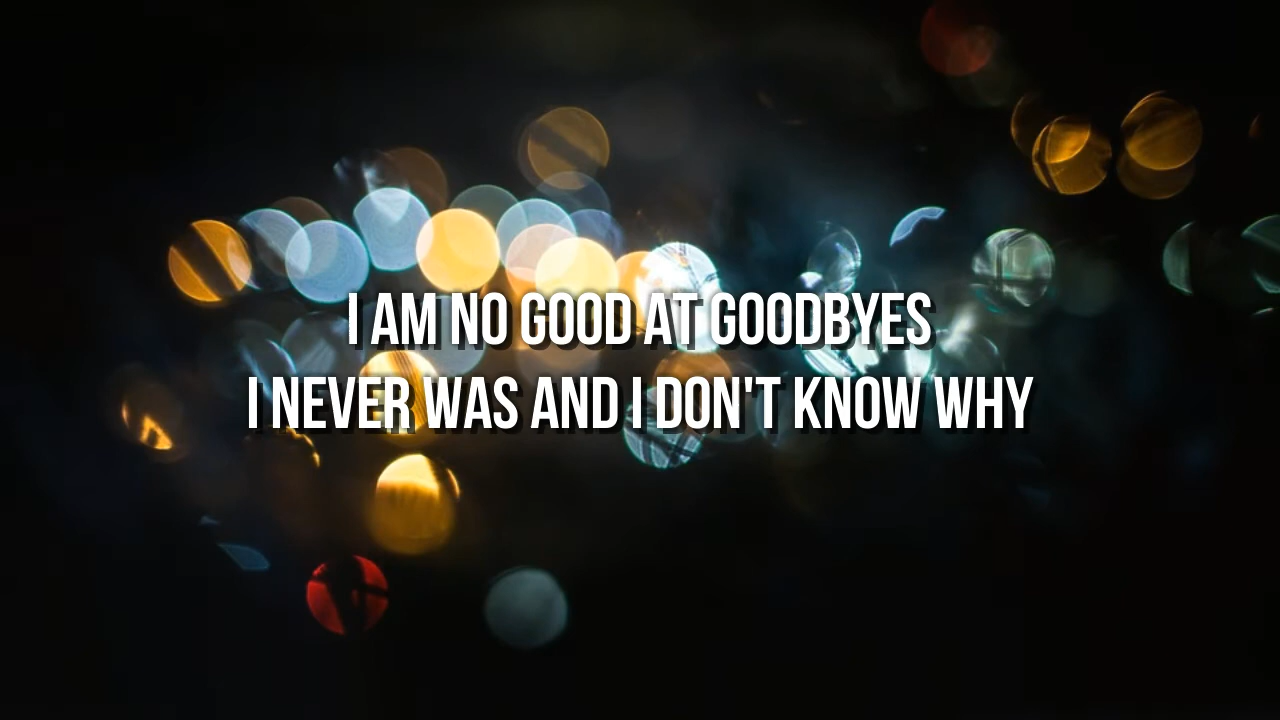 I AM NO GOOD AT GOODBYES
I NEVER WAS AND I DON'T KNOW WHY